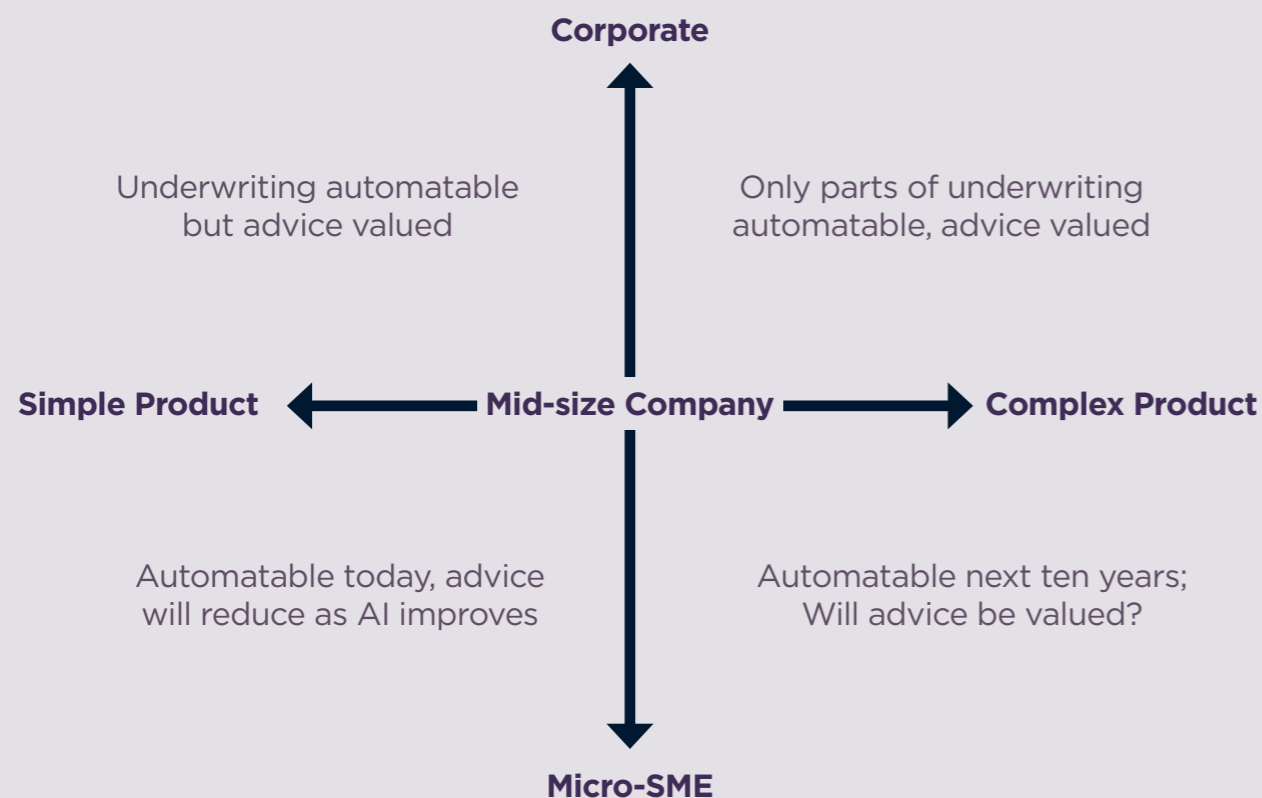 Corporate
Underwriting automatable
but advice valued
Only parts of underwriting
automatable, advice valued
Simple Product
Mid-size Company
Complex Product
Automatable today, advice
will reduce as AI improves
Automatable next ten years;
Will advice be valued?
Micro-SME